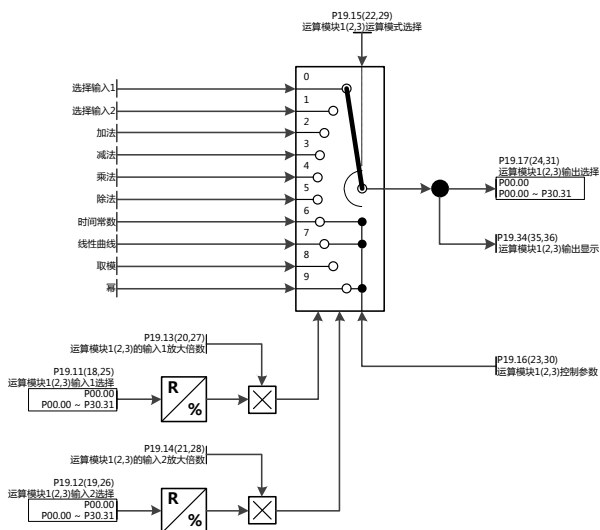 P19.15(22,29)
运算模块1(2,3)运算模式选择
0
选择输入1
1
选择输入2
2
加法
3
减法
4
乘法
5
除法
6
时间常数
7
线性曲线
8
取模
9
幂
P19.17(24,31)
运算模块1(2,3)输出选择
P00.00
P00.00 ~ P30.31
P19.34(35,36)
运算模块1(2,3)输出显示
P19.13(20,27)
运算模块1(2,3)的输入1放大倍数
P19.16(23,30)
运算模块1(2,3)控制参数
P19.11(18,25)
运算模块1(2,3)输入1选择
P00.00
P00.00 ~ P30.31
R
%
P19.14(21,28)
运算模块1(2,3)的输入2放大倍数
P19.12(19,26)
运算模块1(2,3)输入2选择
P00.00
P00.00 ~ P30.31
R
%